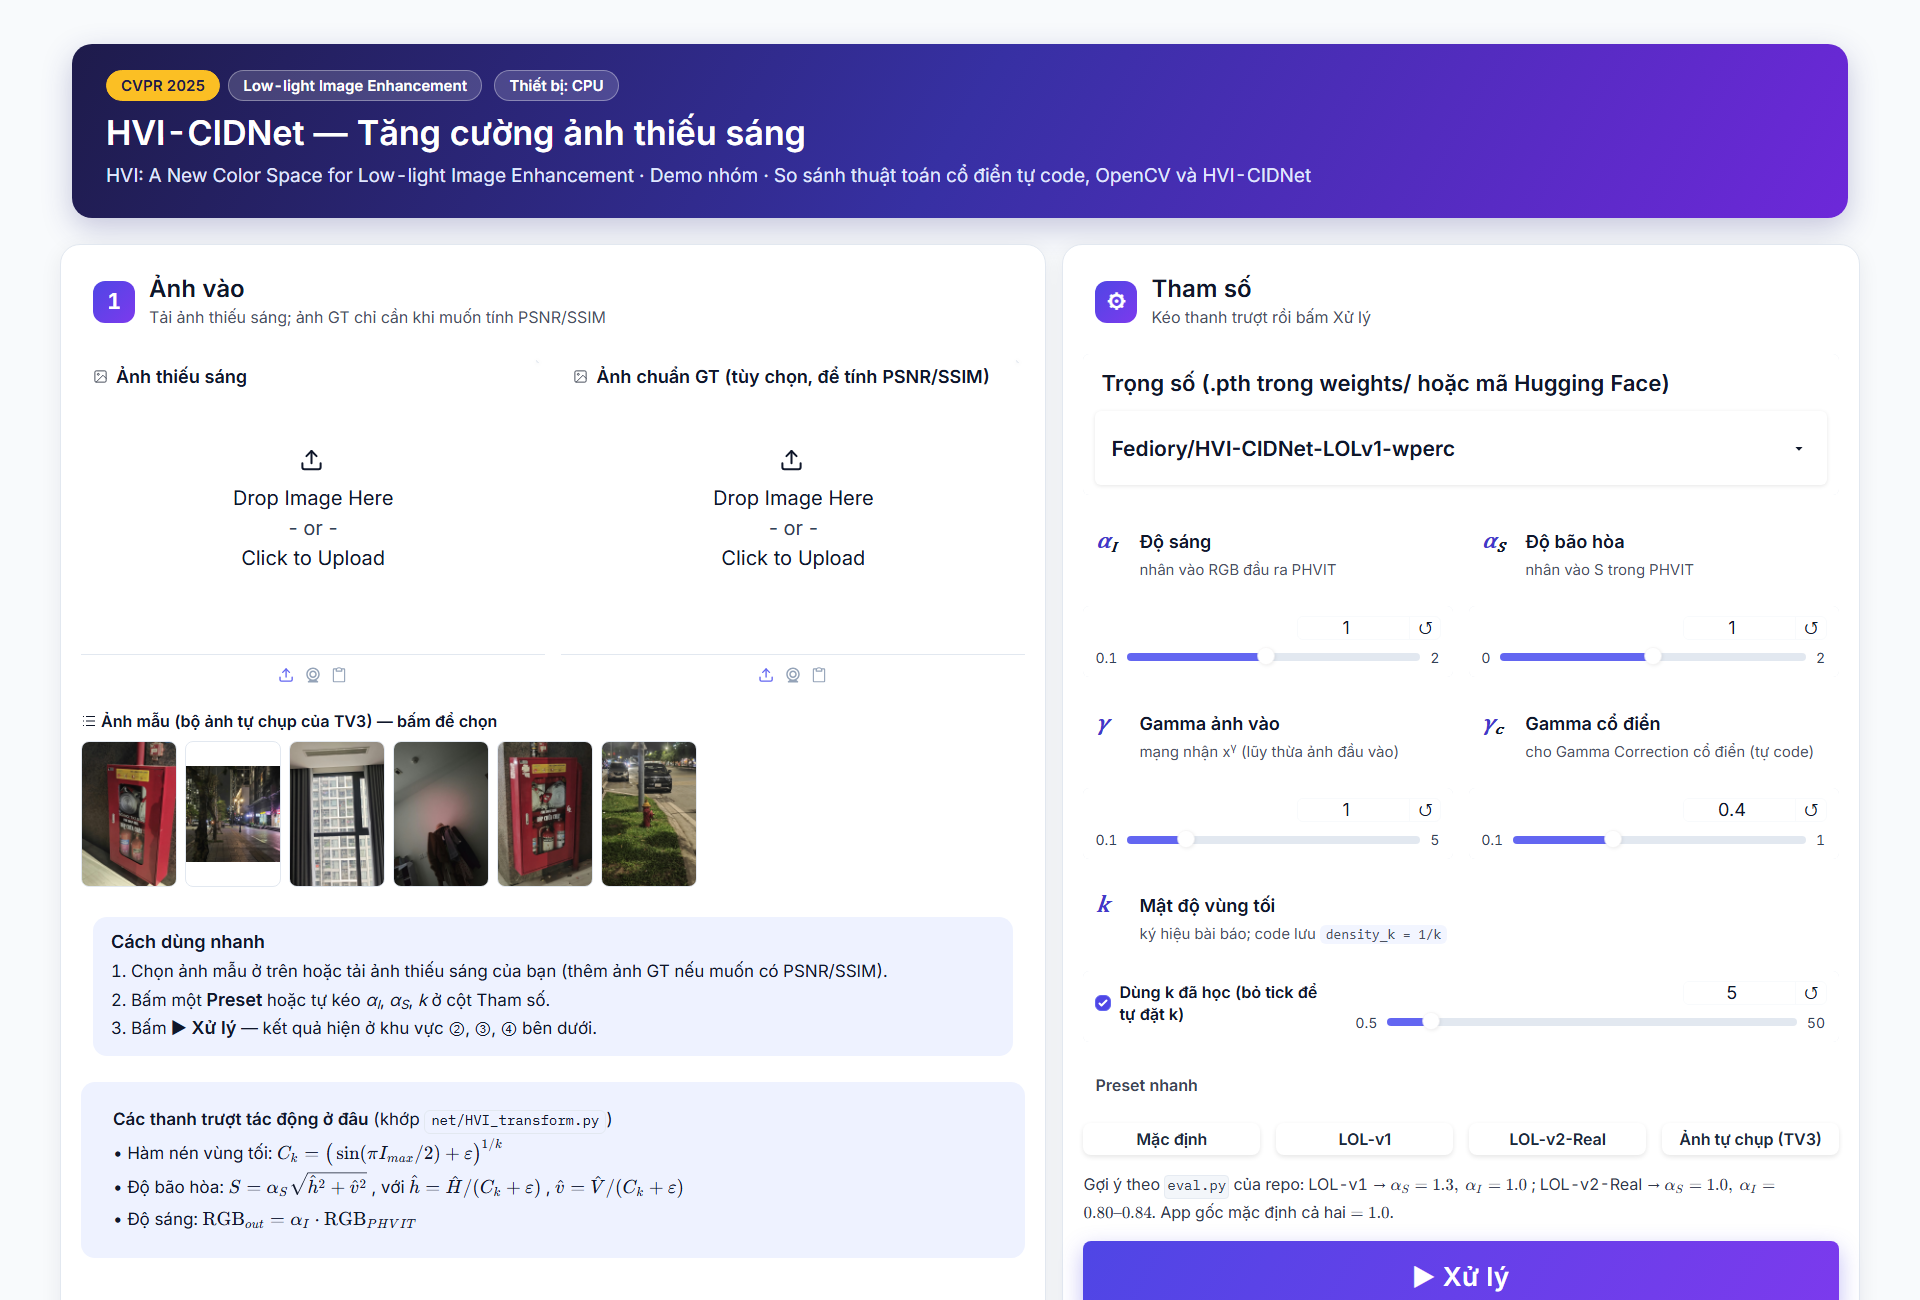 CVPR 2025
Low-light Image Enhancement
Thiết bị: CPU
HVI-CIDNet — Tăng cường ảnh thiếu sáng
HVI: A New Color Space for Low-light Image Enhancement · Demo nhóm · So sánh thuật toán cổ điển tự code, OpenCV và HVI-CIDNet
1
Ảnh vào
Tải ảnh thiếu sáng; ảnh GT chỉ cần khi muốn tính PSNR/SSIM
Ảnh thiếu sáng
Drop Image Here
- or -
Click to Upload
Ảnh chuẩn GT (tùy chọn, để tính PSNR/SSIM)
Drop Image Here
- or -
Click to Upload
Ảnh mẫu (bộ ảnh tự chụp của TV3) — bấm để chọn
Cách dùng nhanh
1. Chọn ảnh mẫu ở trên hoặc tải ảnh thiếu sáng của bạn (thêm ảnh GT nếu muốn có PSNR/SSIM).
2. Bấm một Preset hoặc tự kéo α_I, α_S, k ở cột Tham số.
3. Bấm ▶ Xử lý — kết quả hiện ở khu vực ②, ③, ④ bên dưới.
Các thanh trượt tác động ở đâu (khớp net/HVI_transform.py )
• Hàm nén vùng tối: C_k = (sin(πI_max/2) + ε)^{1/k}
• Độ bão hòa: S = α_S √(ĥ² + v̂²) , với ĥ = Ĥ/(C_k + ε) , v̂ = V̂/(C_k + ε)
• Độ sáng: RGB_out = α_I · RGB_PHVIT
Tham số
Kéo thanh trượt rồi bấm Xử lý
Trọng số (.pth trong weights/ hoặc mã Hugging Face)
Fediory/HVI-CIDNet-LOLv1-wperc
α_I Độ sáng
nhân vào RGB đầu ra PHVIT
1 ↺
0.1 2
α_S Độ bão hòa
nhân vào S trong PHVIT
1 ↺
0 2
γ Gamma ảnh vào
mạng nhận x^γ (lũy thừa ảnh đầu vào)
1 ↺
0.1 5
γ_c Gamma cổ điển
cho Gamma Correction cổ điển (tự code)
0.4 ↺
0.1 1
k Mật độ vùng tối
ký hiệu bài báo; code lưu density_k = 1/k
Dùng k đã học (bỏ tick để
tự đặt k)
5 ↺
0.5 50
Preset nhanh
Mặc định
LOL-v1
LOL-v2-Real
Ảnh tự chụp (TV3)
Gợi ý theo eval.py của repo: LOL-v1 → α_S = 1.3, α_I = 1.0 ; LOL-v2-Real → α_S = 1.0, α_I =
0.80–0.84. App gốc mặc định cả hai = 1.0.
▶ Xử lý